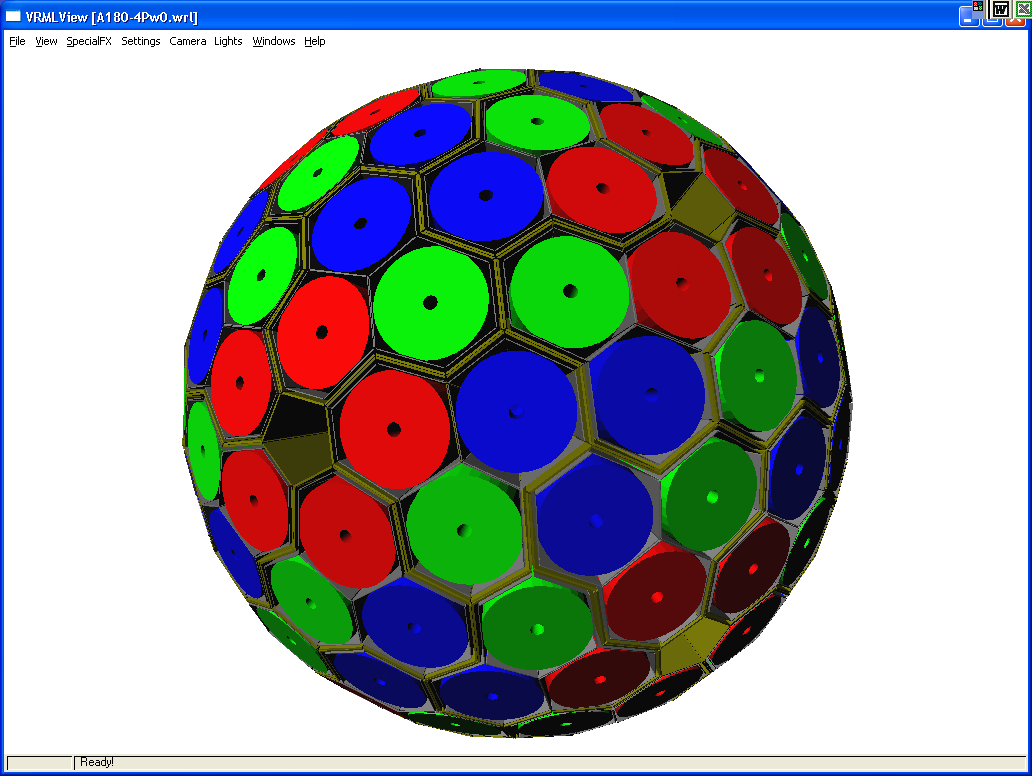 VRMLView [A180-4Pw0.wrl]
W
File View SpecialFX Settings Camera Lights Windows Help
Ready!